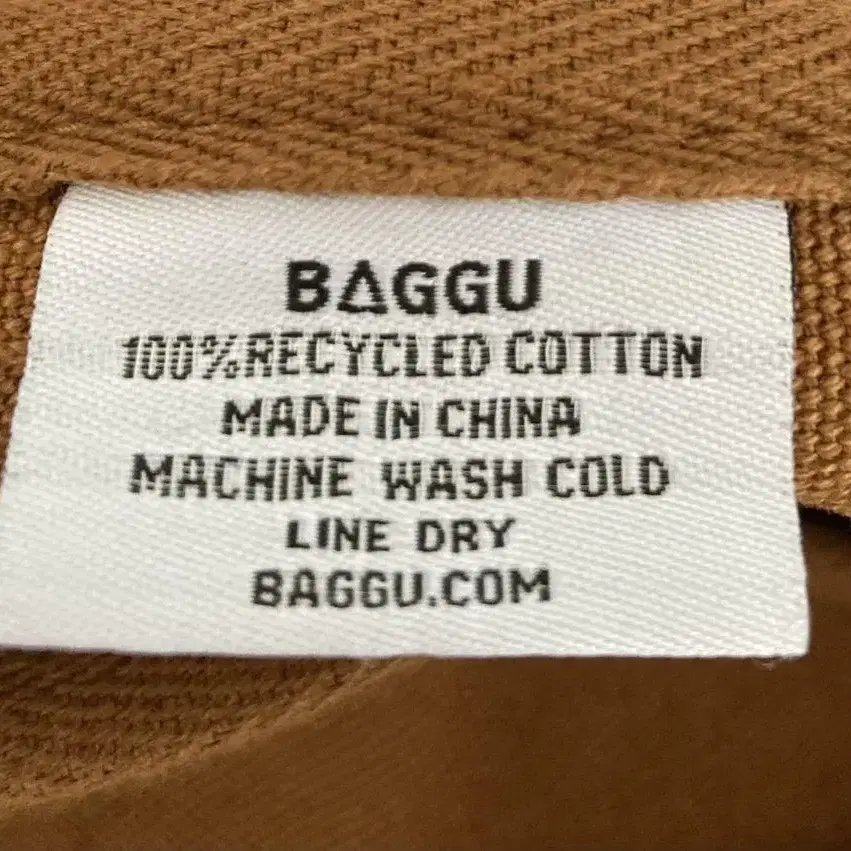 BAGGU
100% RECYCLED COTTON
MADE IN CHINA
MACHINE WASH COLD
LINE DRY
BAGGU.COM